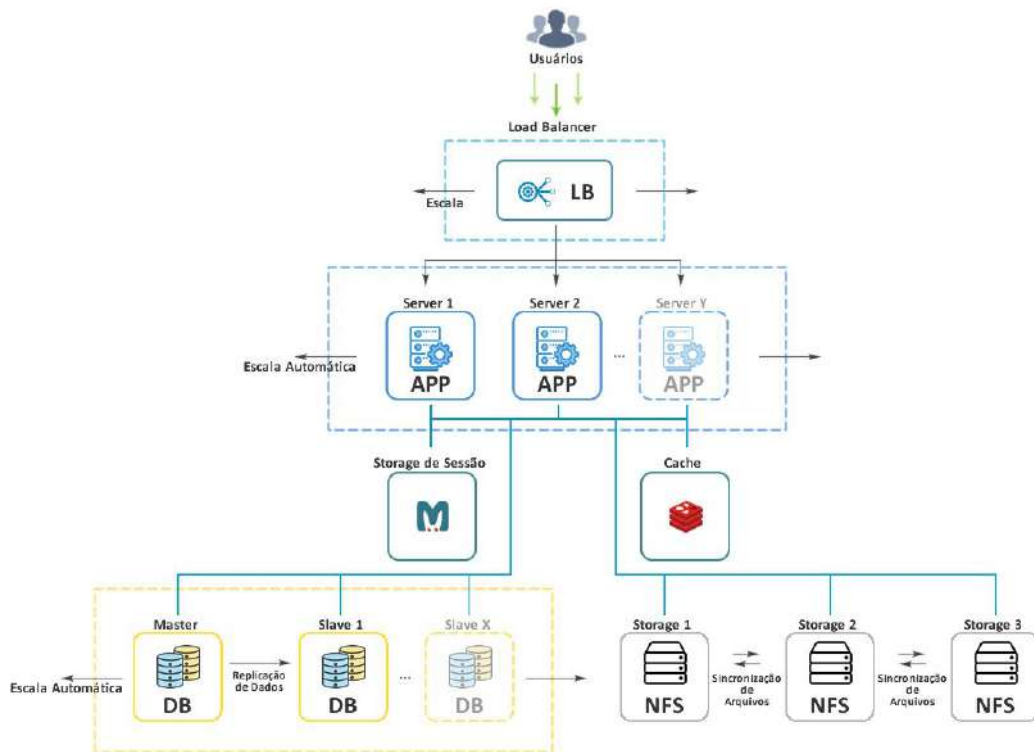 Usuários
Load Balancer
LB
Escala
Server 1
Server 2
Server Y
APP
APP
...
APP
Escala Automática
Storage de Sessão
Cache
M
Master
Slave 1
Slave X
Storage 1
Storage 2
Storage 3
Escala Automática
DB
Replicação
de Dados
DB
...
DB
NFS
Sincronização
de
Arquivos
NFS
Sincronização
de
Arquivos
NFS